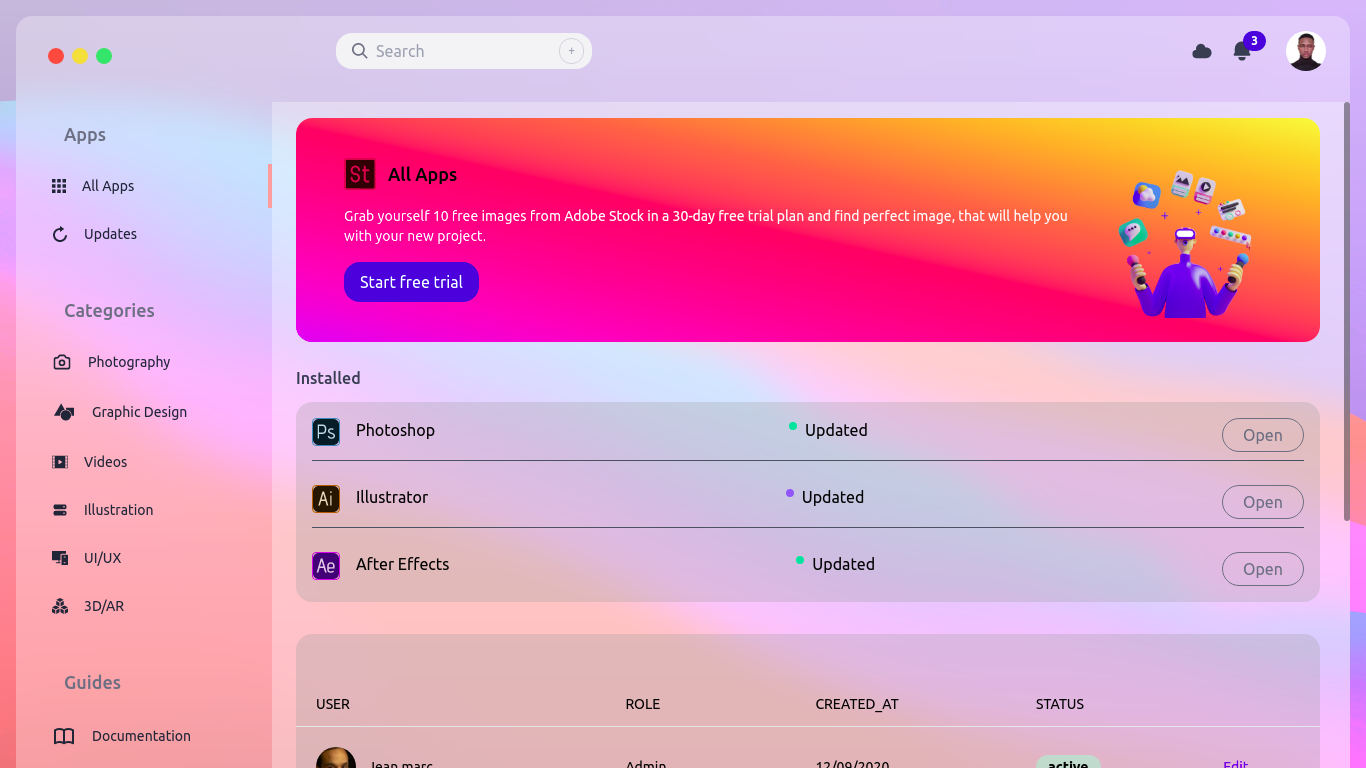 Search +
3
Apps
All Apps
Updates
Categories
Photography
Graphic Design
Videos
Illustration
UI/UX
3D/AR
Guides
Documentation
St All Apps
Grab yourself 10 free images from Adobe Stock in a 30-day free trial plan and find perfect image, that will help you
with your new project.
Start free trial
Installed
Ps Photoshop Updated Open
Ai Illustrator Updated Open
Ae After Effects Updated Open
USER ROLE CREATED_AT STATUS
Jean marc Admin 12/09/2020 active Edit